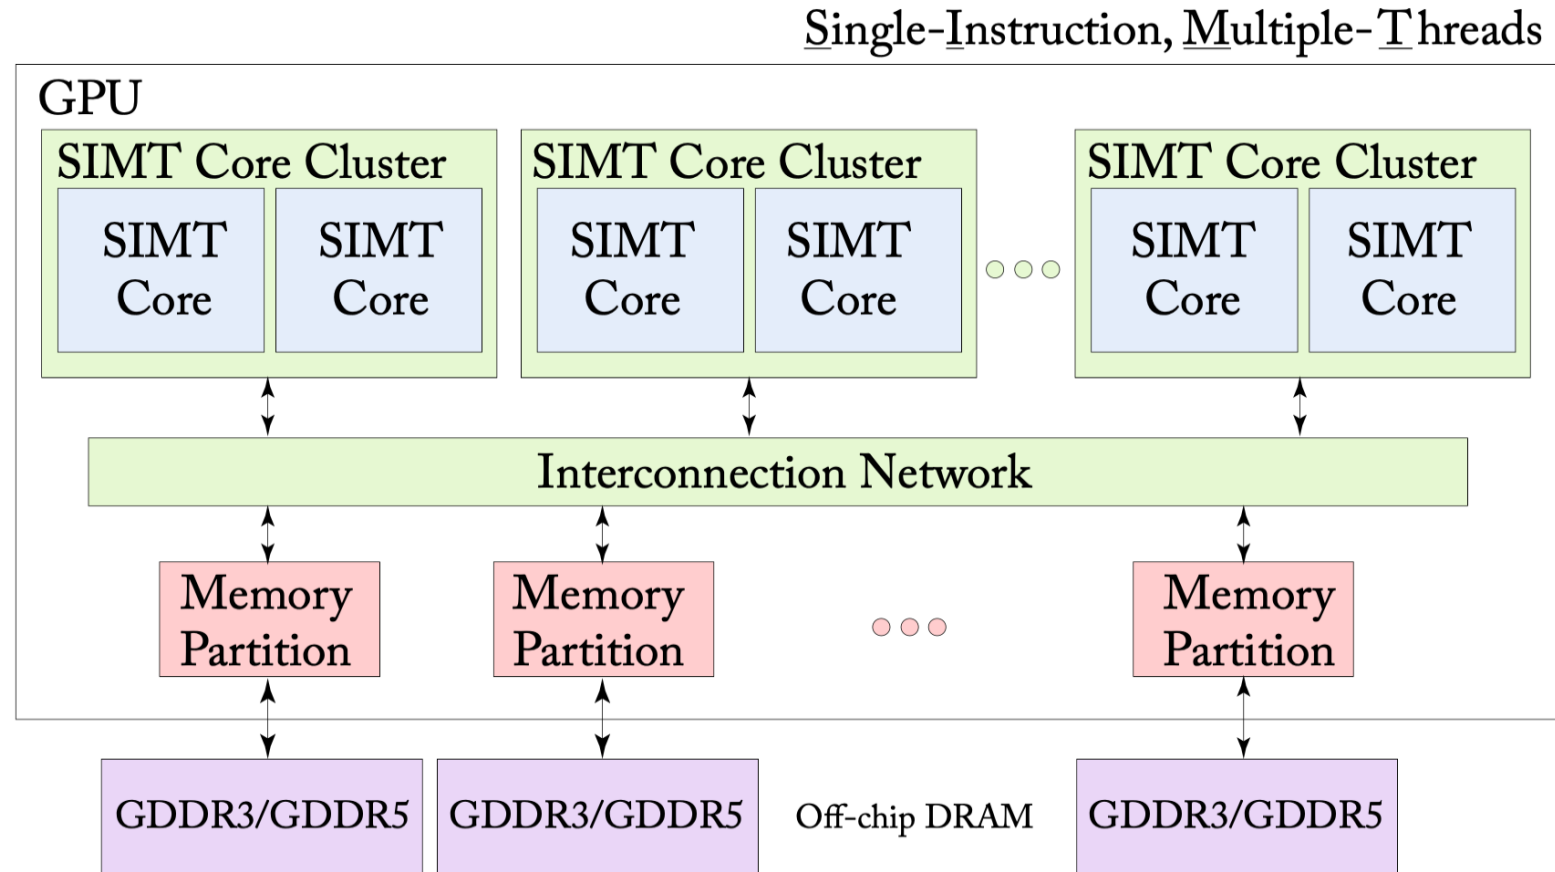 Single-Instruction, Multiple-Threads
GPU
SIMT Core Cluster
SIMT
Core
SIMT
Core
SIMT Core Cluster
SIMT
Core
SIMT
Core
SIMT Core Cluster
SIMT
Core
SIMT
Core
Interconnection Network
Memory
Partition
Memory
Partition
Memory
Partition
GDDR3/GDDR5
GDDR3/GDDR5
Off-chip DRAM
GDDR3/GDDR5